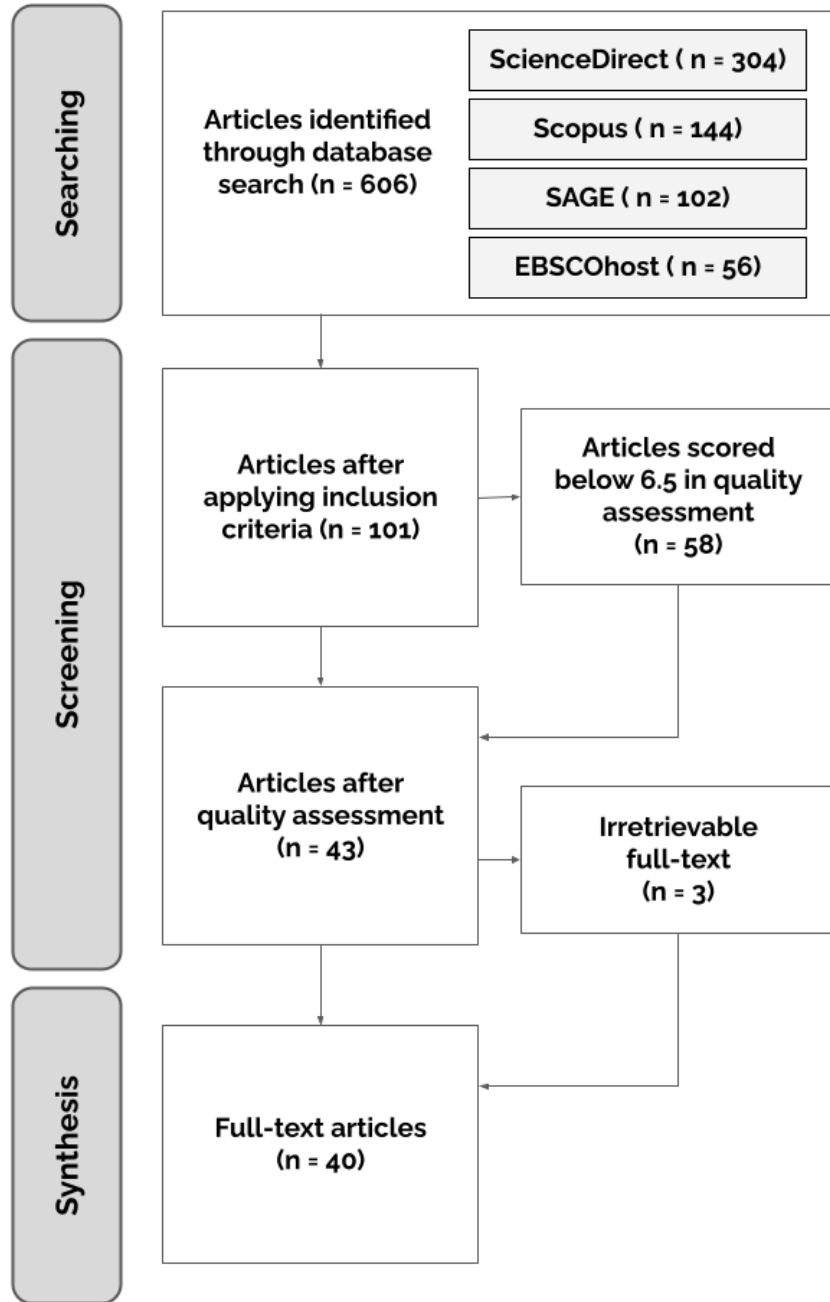 Searching
Articles identified
through database
search (n = 606)
ScienceDirect ( n = 304)
Scopus ( n = 144)
SAGE ( n = 102)
EBSCOhost ( n = 56)
Screening
Articles after
applying inclusion
criteria (n = 101)
Articles scored
below 6.5 in quality
assessment
(n = 58)
Articles after
quality assessment
(n = 43)
Irretrievable
full-text
(n = 3)
Synthesis
Full-text articles
(n = 40)